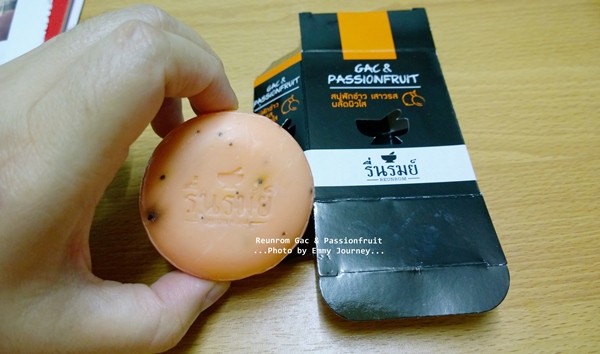 GAC &
PASSIONFRUIT
สบู่ฟักข้าว เสาวรส
ผลัดผิวใส
รื่นรมย์
REUNROM
GAC &
PASSIONFRUIT
รื่นรมย์
Reunrom Gac & Passionfruit
...Photo by Emmy Journey...